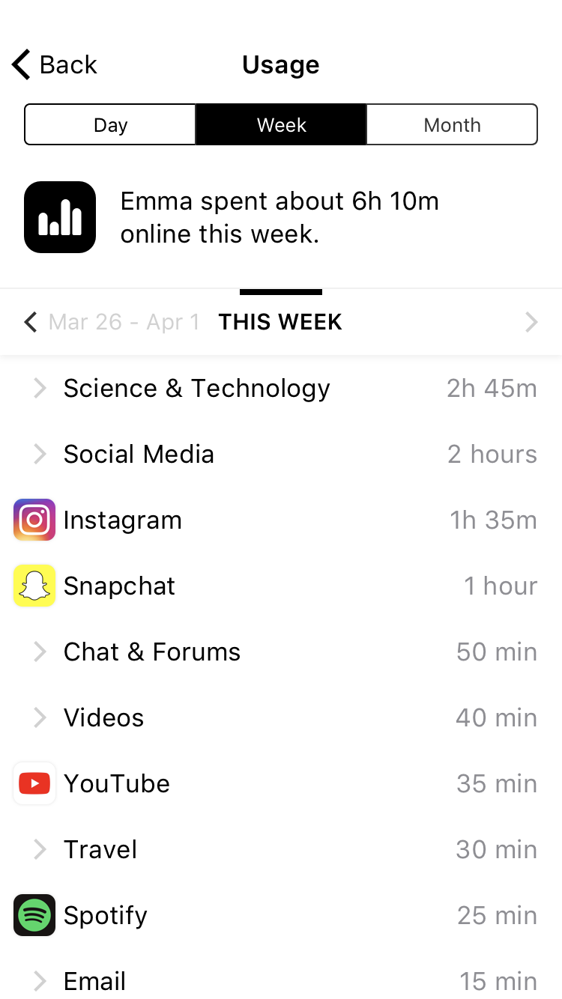 Back
Usage
Day
Week
Month
Emma spent about 6h 10m
online this week.
Mar 26 - Apr 1
THIS WEEK
Science & Technology 2h 45m
Social Media 2 hours
Instagram 1h 35m
Snapchat 1 hour
Chat & Forums 50 min
Videos 40 min
YouTube 35 min
Travel 30 min
Spotify 25 min
Email 15 min